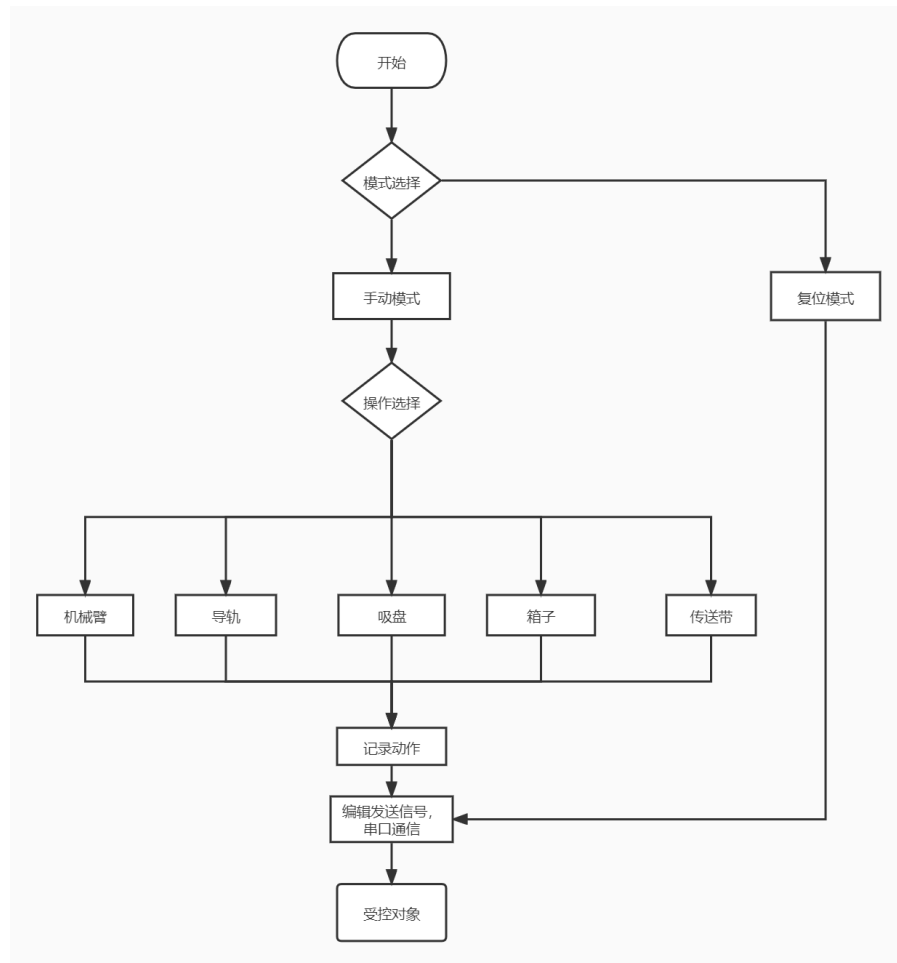 开始
模式选择
手动模式
复位模式
操作选择
机械臂
导轨
吸盘
箱子
传送带
记录动作
编辑发送信号，
串口通信
受控对象